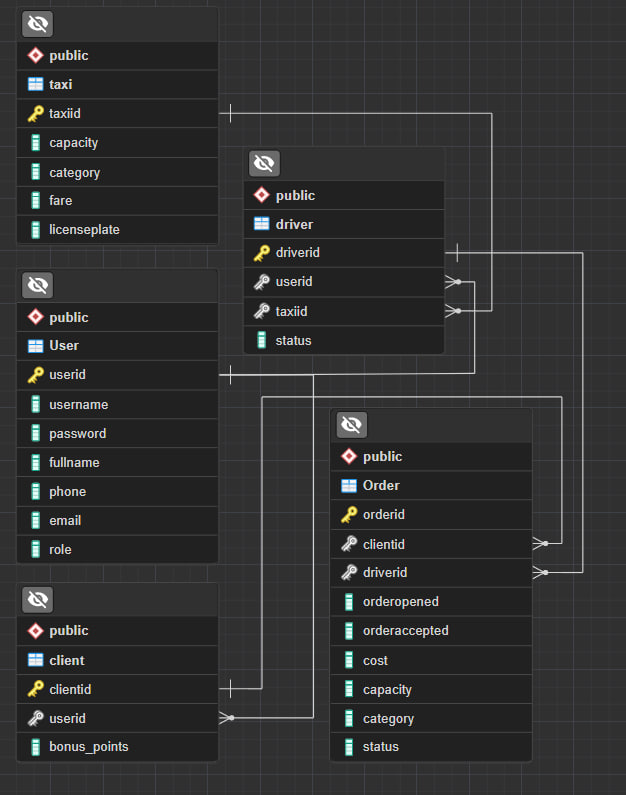 public
taxi
taxiid
capacity
category
fare
licenseplate
public
driver
driverid
userid
taxiid
status
public
User
userid
username
password
fullname
phone
email
role
public
Order
orderid
clientid
driverid
orderopened
orderaccepted
cost
capacity
category
status
public
client
clientid
userid
bonus_points